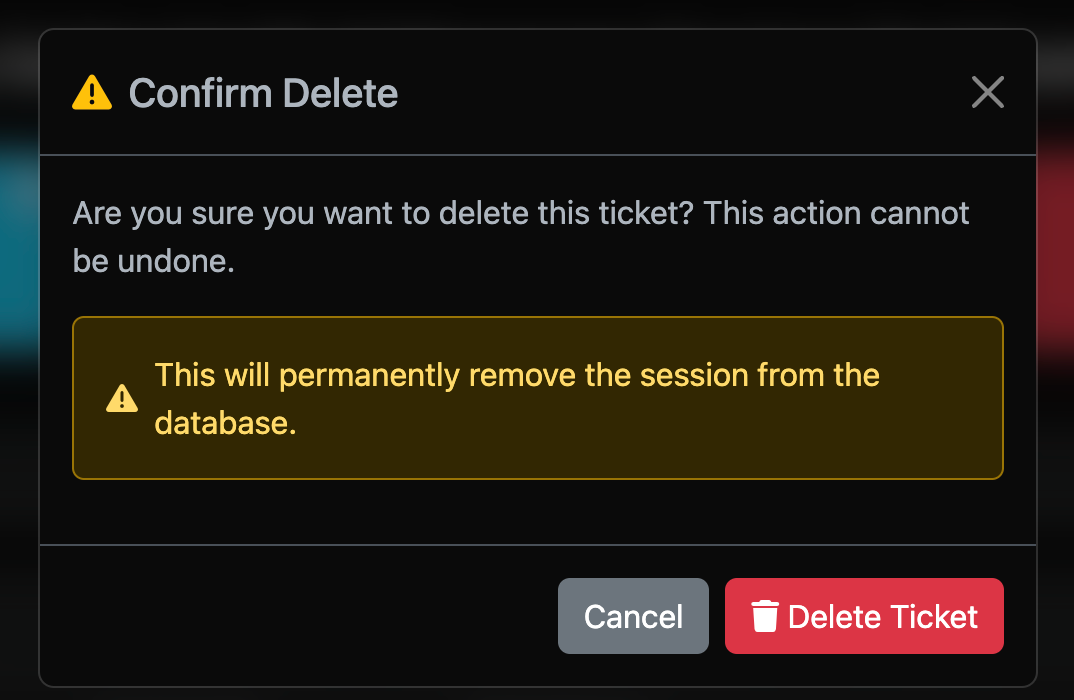 Confirm Delete
Are you sure you want to delete this ticket? This action cannot
be undone.
This will permanently remove the session from the
database.
Cancel
Delete Ticket